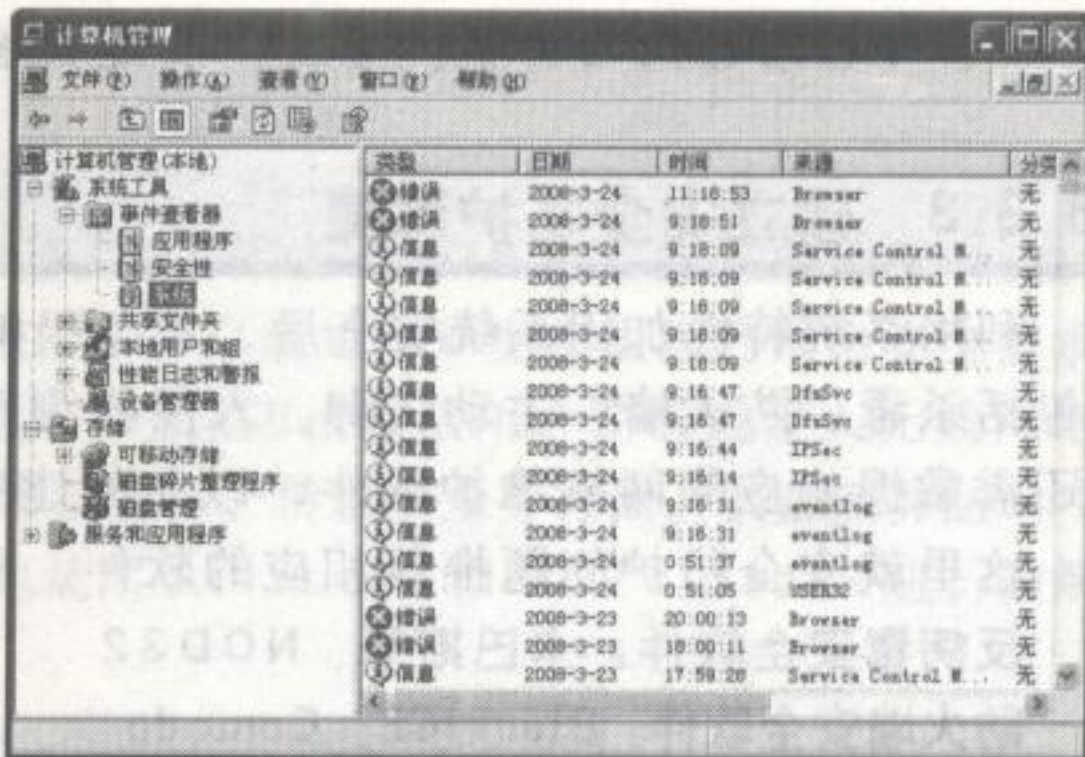 计算机管理
文件(F) 操作(A) 查看(V) 窗口(W) 帮助(H)
计算机管理(本地)
系统工具
事件查看器
应用程序
安全性
系统
共享文件夹
本地用户和组
性能日志和警报
设备管理器
存储
可移动存储
磁盘碎片整理程序
磁盘管理
服务和应用程序
类型 日期 时间 来源 分类
错误 2008-3-24 11:18:53 Browser 无
错误 2008-3-24 9:18:51 Browser 无
信息 2008-3-24 9:18:09 Service Control M... 无
信息 2008-3-24 9:18:09 Service Control M... 无
信息 2008-3-24 9:18:09 Service Control M... 无
信息 2008-3-24 9:18:09 Service Control M... 无
信息 2008-3-24 9:18:09 Service Control M... 无
信息 2008-3-24 9:16:47 DfsSvc 无
信息 2008-3-24 9:16:47 DfsSvc 无
信息 2008-3-24 9:16:44 IPSec 无
信息 2008-3-24 9:16:14 IPSec 无
信息 2008-3-24 9:16:31 eventlog 无
信息 2008-3-24 9:16:31 eventlog 无
信息 2008-3-24 0:51:37 eventlog 无
信息 2008-3-24 0:51:05 USER32 无
错误 2008-3-23 20:00:13 Browser 无
错误 2008-3-23 18:00:11 Browser 无
信息 2008-3-23 17:59:28 Service Control M... 无